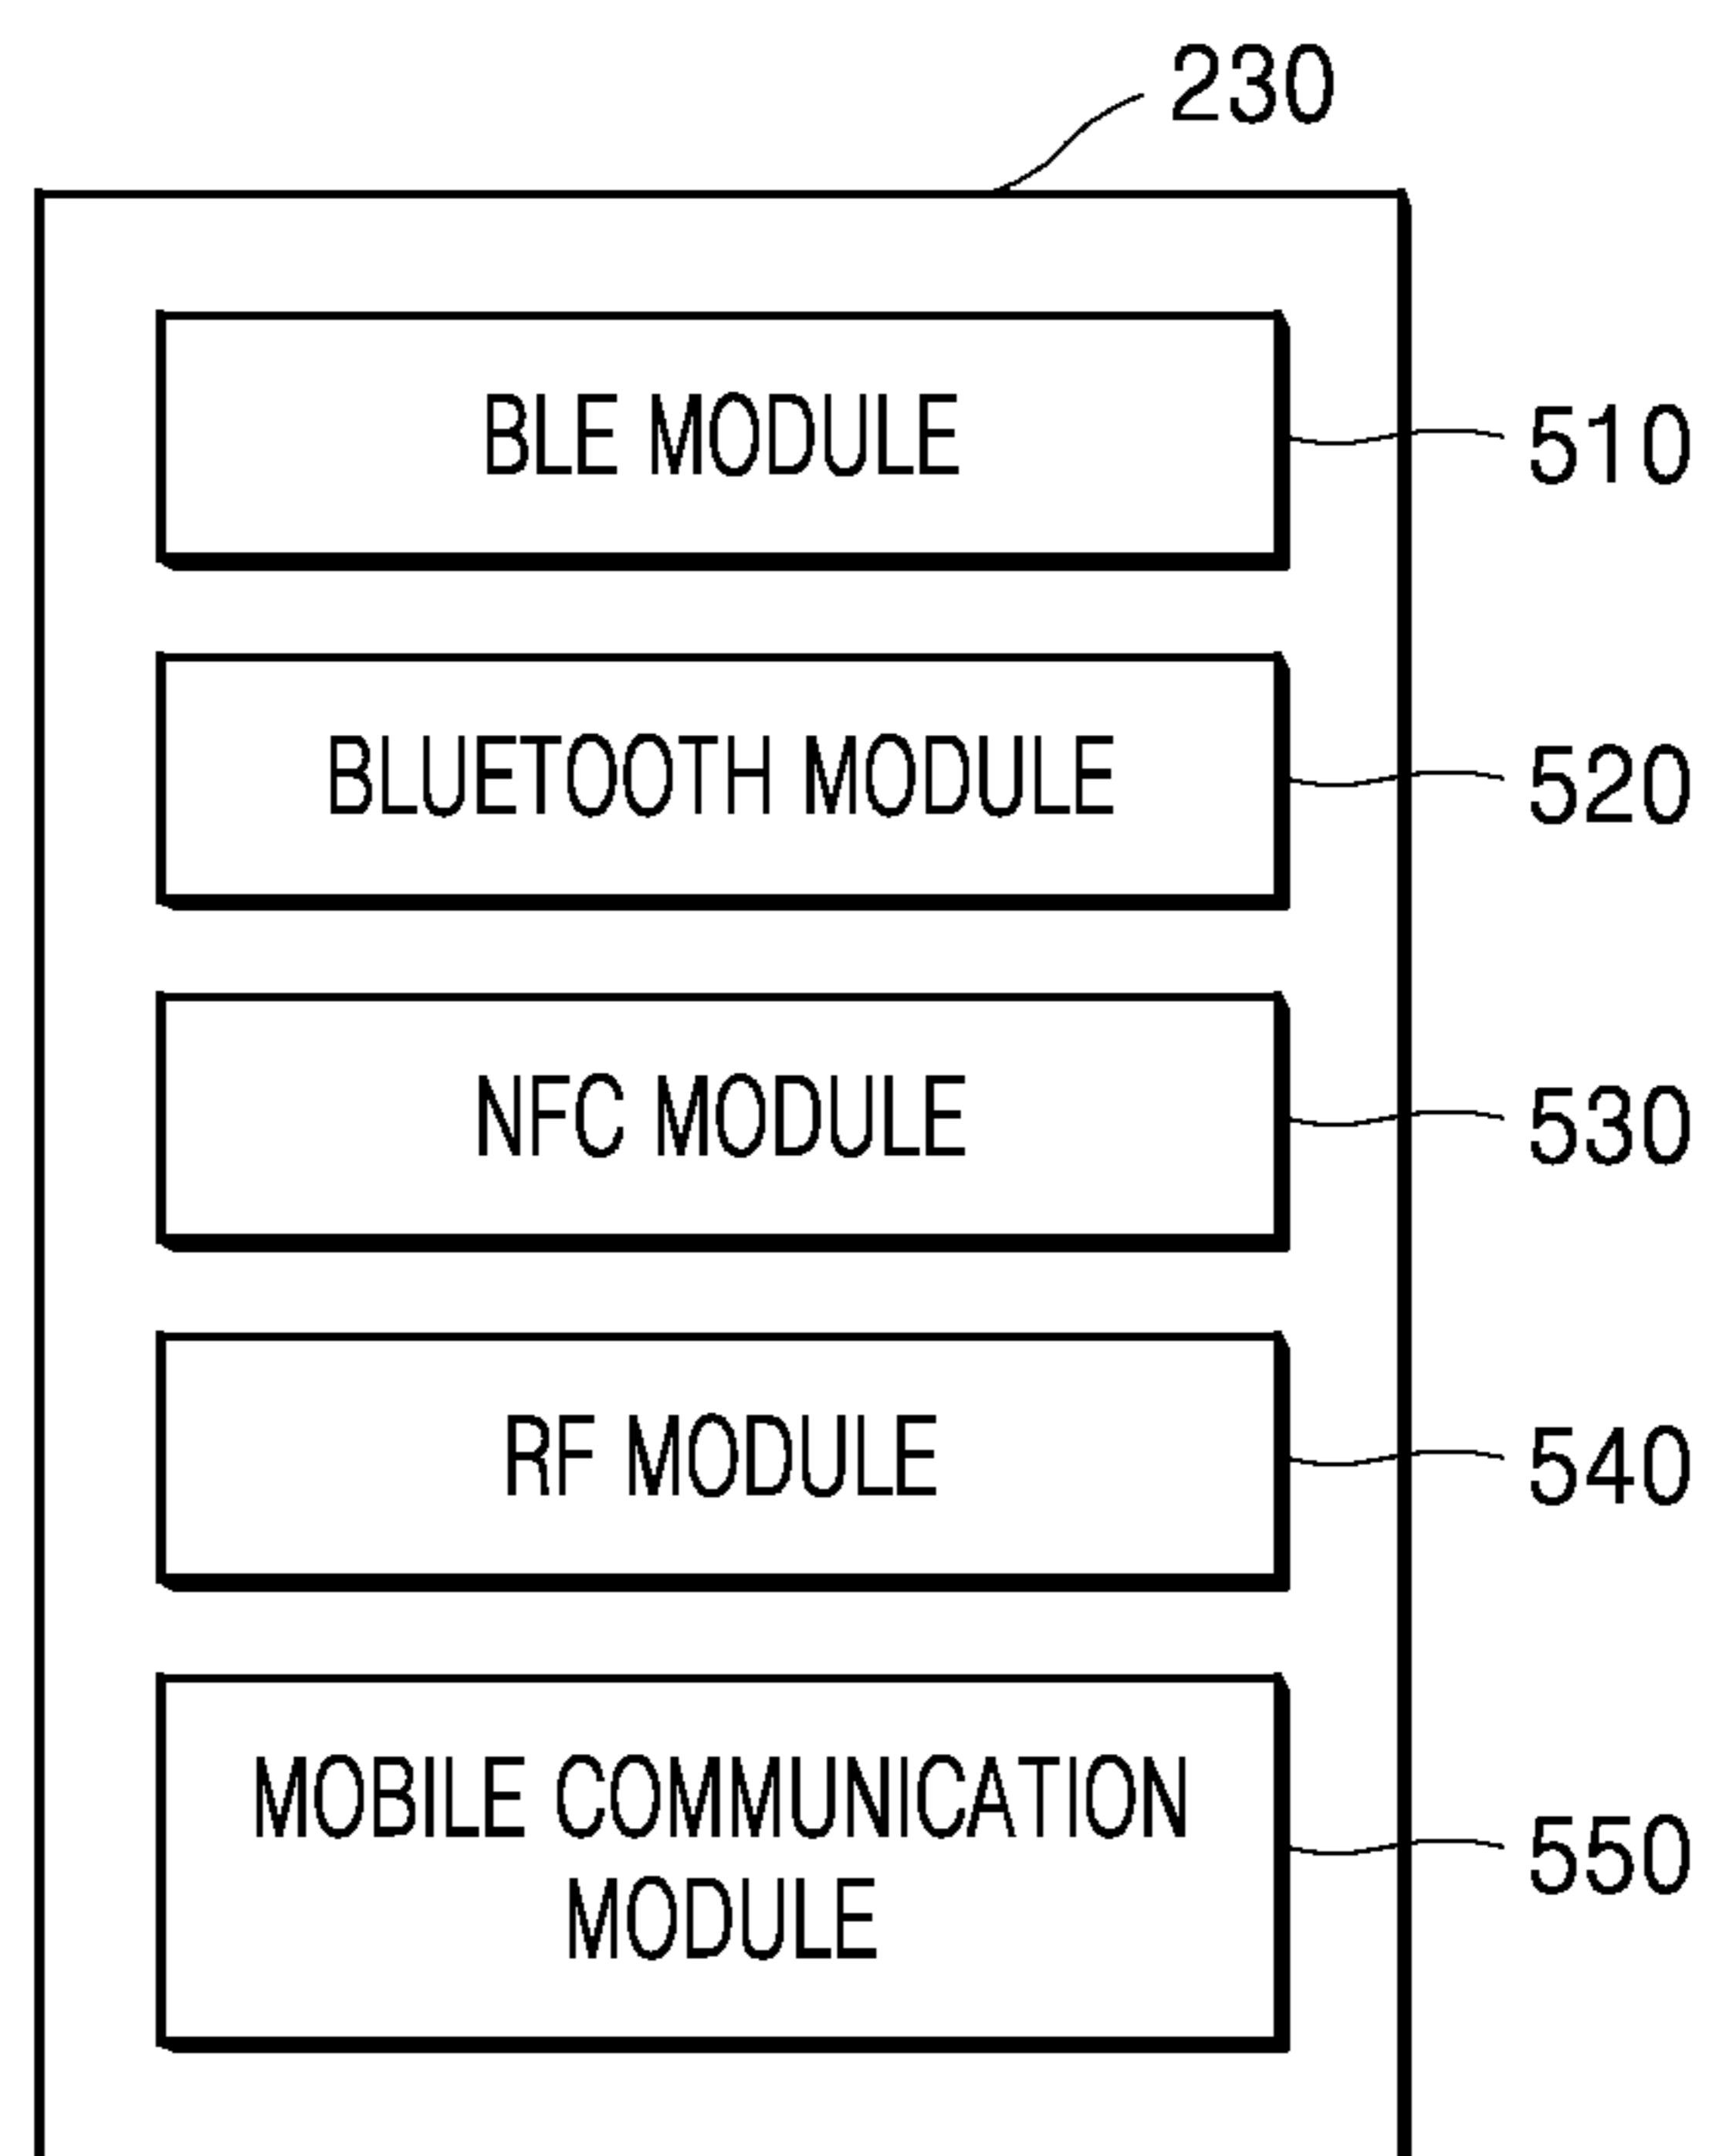 230
BLE MODULE
510
BLUETOOTH MODULE
520
NFC MODULE
530
RF MODULE
540
MOBILE COMMUNICATION
MODULE
550